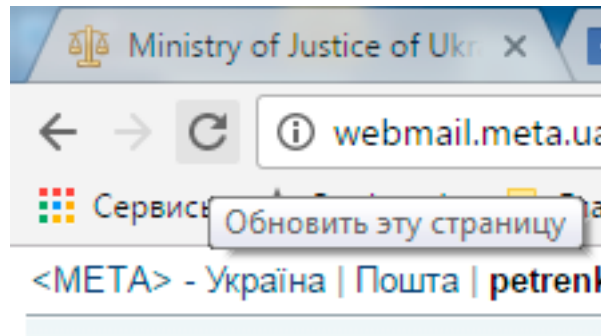 Ministry of Justice of Ukr
webmail.meta.ua
Сервисы
Обновить эту страницу
<META> - Україна | Пошта | petrenk